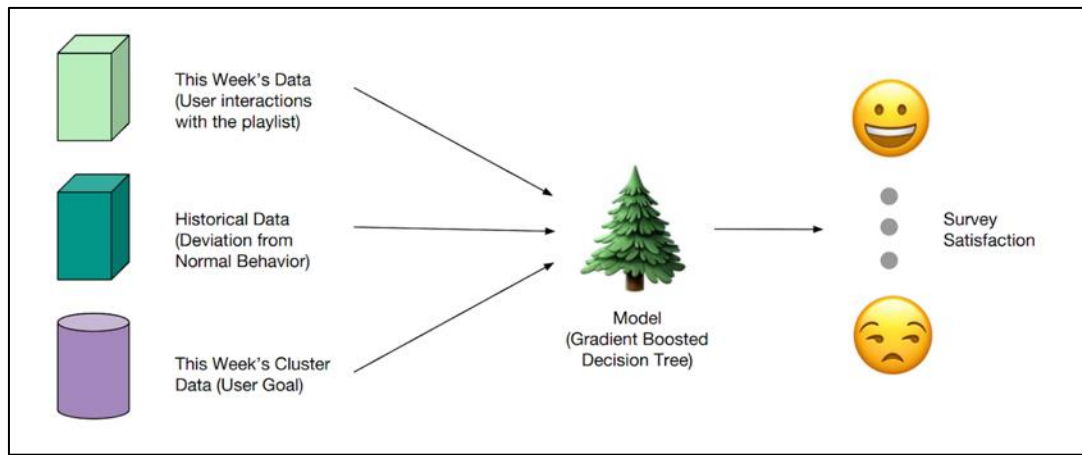 This Week's Data
(User interactions
with the playlist)
Historical Data
(Deviation from
Normal Behavior)
This Week's Cluster
Data (User Goal)
Model
(Gradient Boosted
Decision Tree)
Survey
Satisfaction